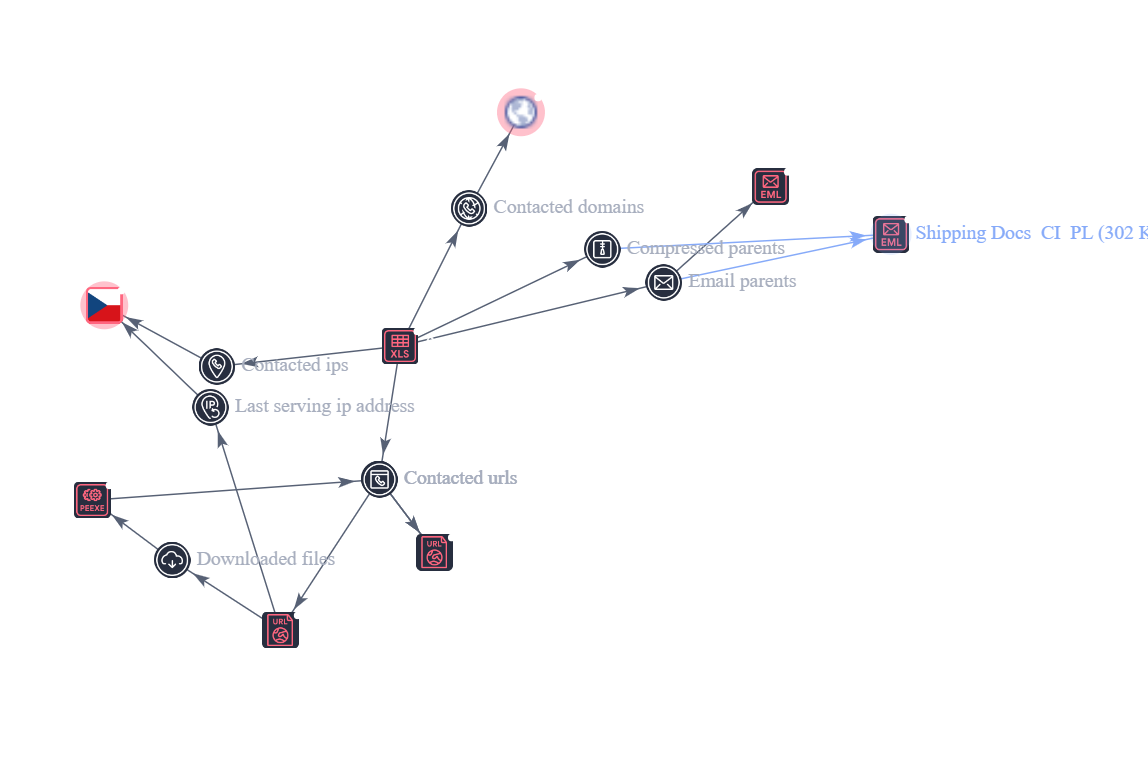 EML
Contacted domains
Shipping Docs CI PL (302 K
EML
Compressed parents
Email parents
XLS
Contacted ips
IP
Last serving ip address
Contacted urls
PEEXE
URL
Downloaded files
URL